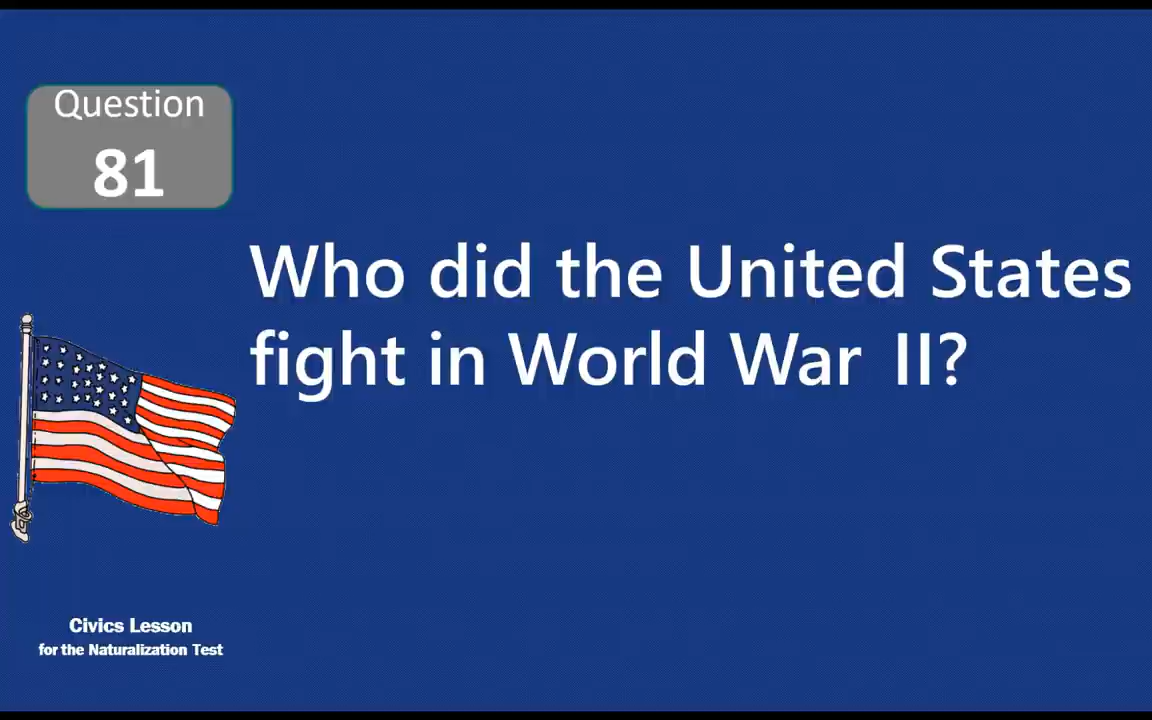 Question
81
Who did the United States
fight in World War II?
Civics Lesson
for the Naturalization Test